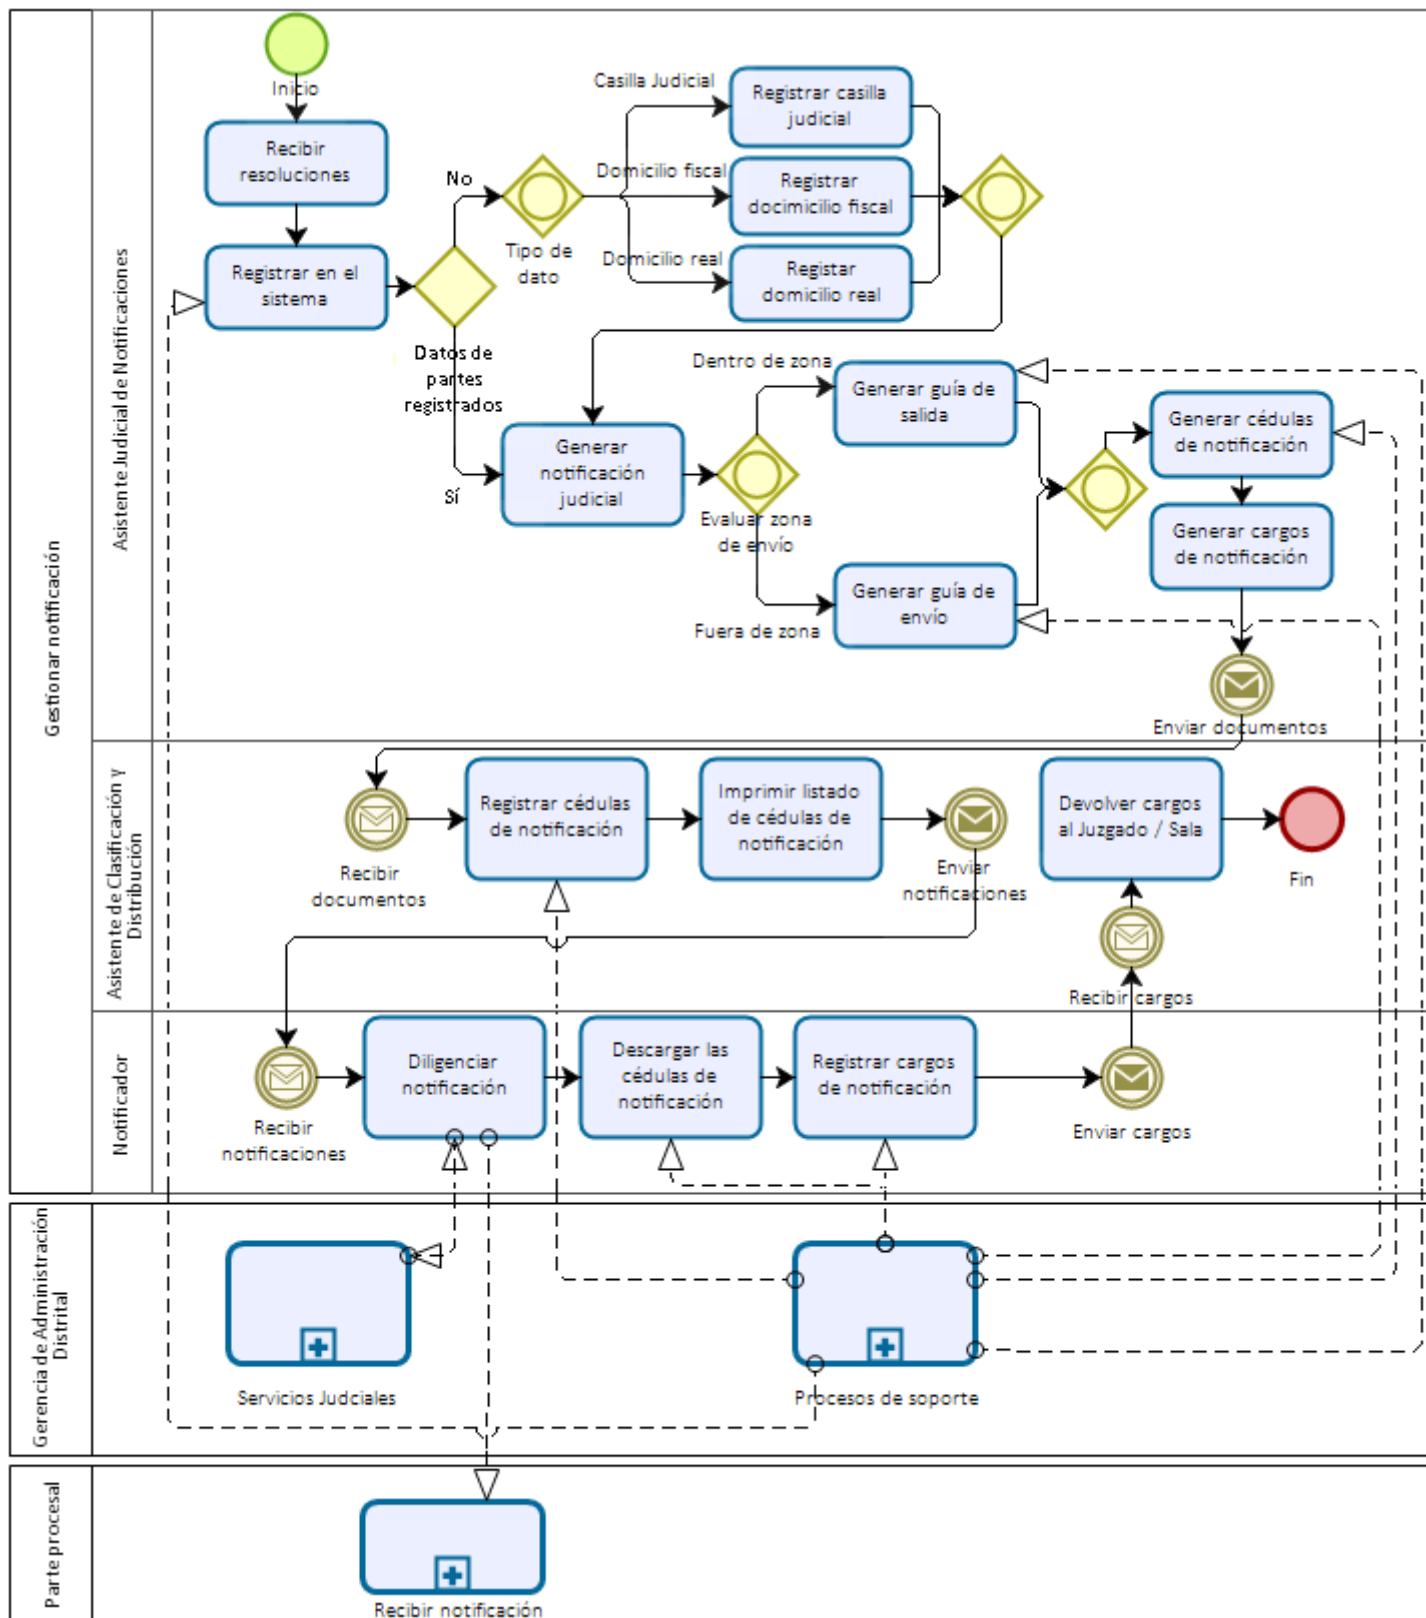 Gestionar notificación
Asistente Judicial de Notificaciones
Inicio
Recibir
resoluciones
Registrar en el
sistema
No
Datos de
partes
registrados
Sí
Tipo de
dato
Casilla Judicial
Domicilio fiscal
Domicilio real
Registrar casilla
judicial
Registrar
docimicilio fiscal
Registar
domicilio real
Generar
notificación
judicial
Evaluar zona
de envío
Dentro de zona
Fuera de zona
Generar guía de
salida
Generar guía de
envío
Generar cédulas
de notificación
Generar cargos
de notificación
Enviar documentos
Asistente de Clasificación y
Distribución
Recibir
documentos
Registrar cédulas
de notificación
Imprimir listado
de cédulas de
notificación
Enviar
notificaciones
Devolver cargos
al Juzgado / Sala
Fin
Recibir cargos
Notificador
Recibir
notificaciones
Diligenciar
notificación
Descargar las
cédulas de
notificación
Registrar cargos
de notificación
Enviar cargos
Gerencia de Administración
Distrital
Servicios Judciales
Procesos de soporte
Parte procesal
Recibir notificación